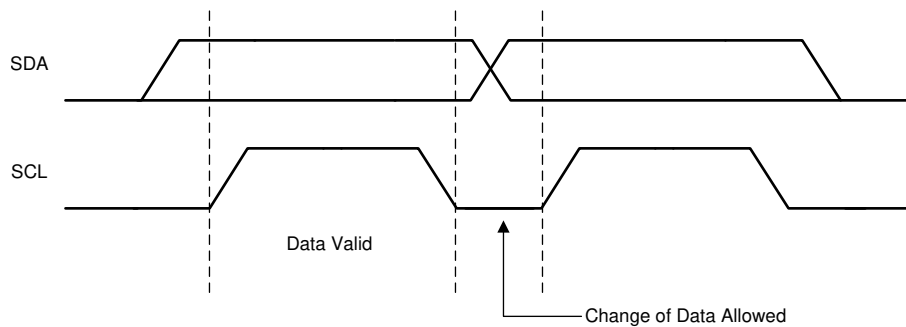 SDA
SCL
Data Valid
Change of Data Allowed